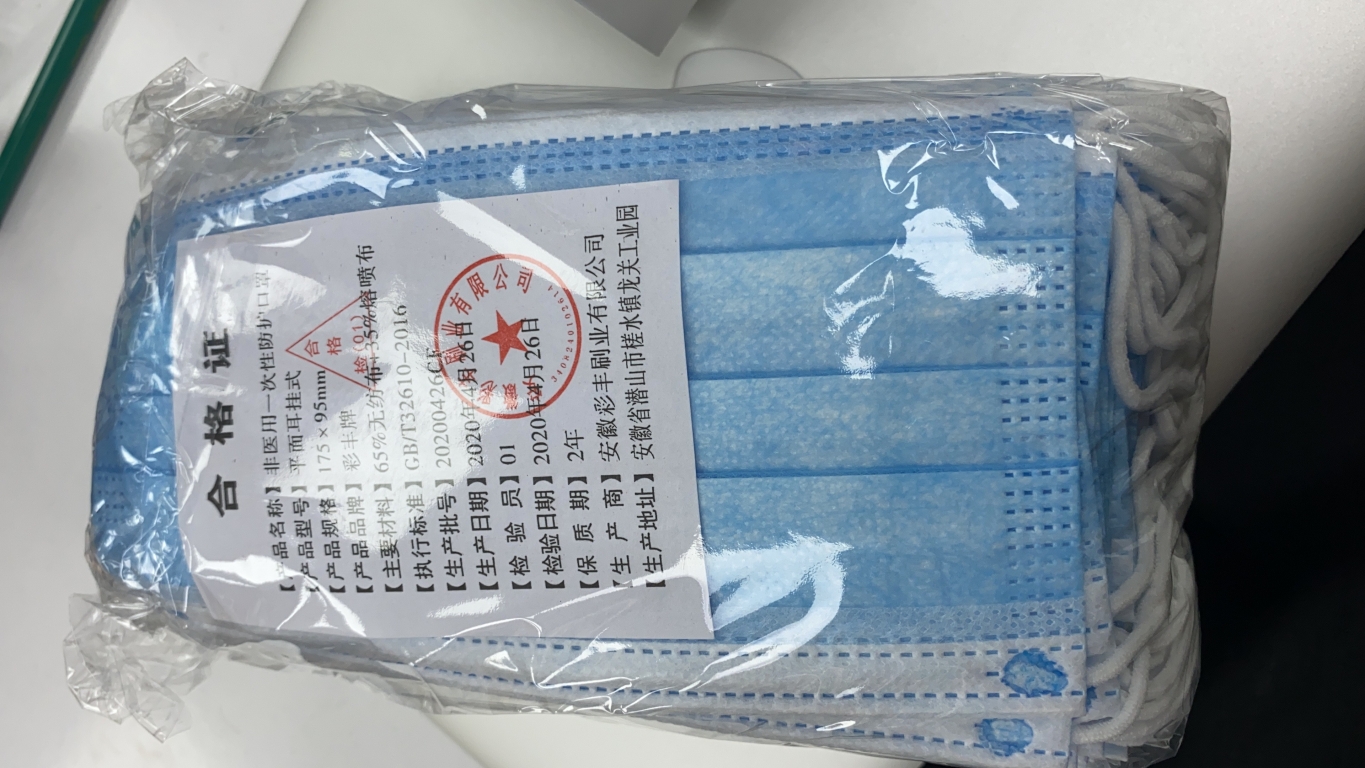 合格证
【产品名称】非医用一次性防护口罩
【产品型号】平面耳挂式
【产品规格】175×95mm
【产品品牌】彩丰牌
【主要材料】65%无纺布+35%熔喷布
【执行标准】GB/T32610-2016
【生产批号】20200426CF
【生产日期】2020年4月26日
【检 验 员】01
【检验日期】2020年4月26日
【保 质 期】2年
【生 产 商】安徽彩丰刷业有限公司
【生产地址】安徽省潜山市槎水镇龙关工业园
合
格
检(01)
刷业有限公司
3408240102614